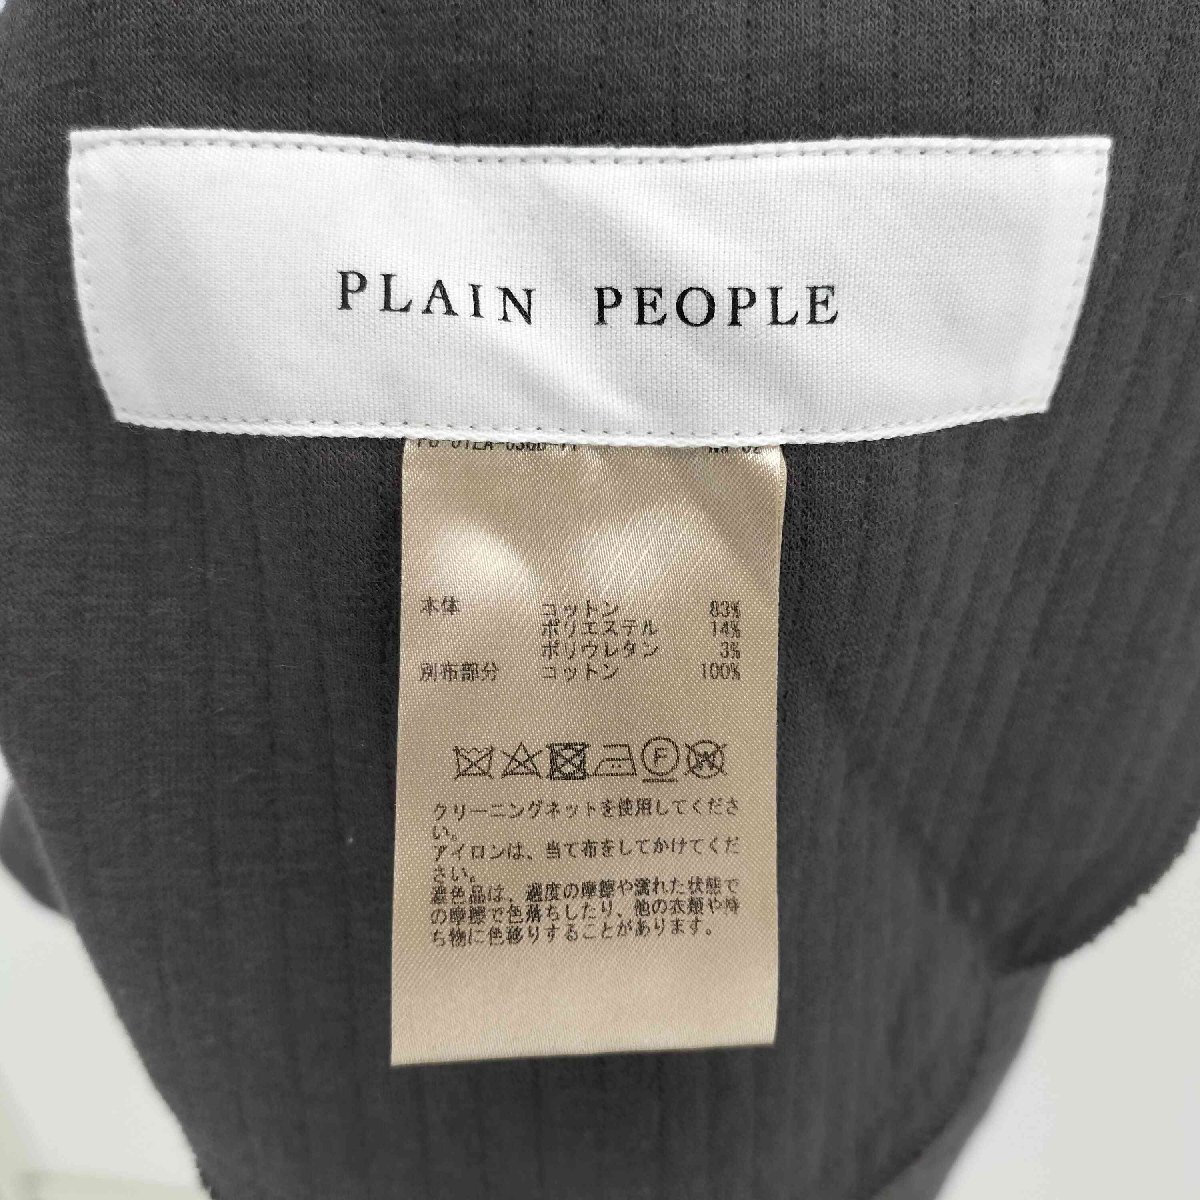 PLAIN PEOPLE
本体 コットン 83%
ポリエステル 14%
ポリウレタン 3%
別布部分 コットン 100%
クリーニングネットを使用してくださ
い。
アイロンは、当て布をしてかけてくだ
さい。
濃色品は、過度の摩擦や濡れた状態で
の摩擦で色落ちしたり、他の衣類や持
ち物に色移りすることがあります。